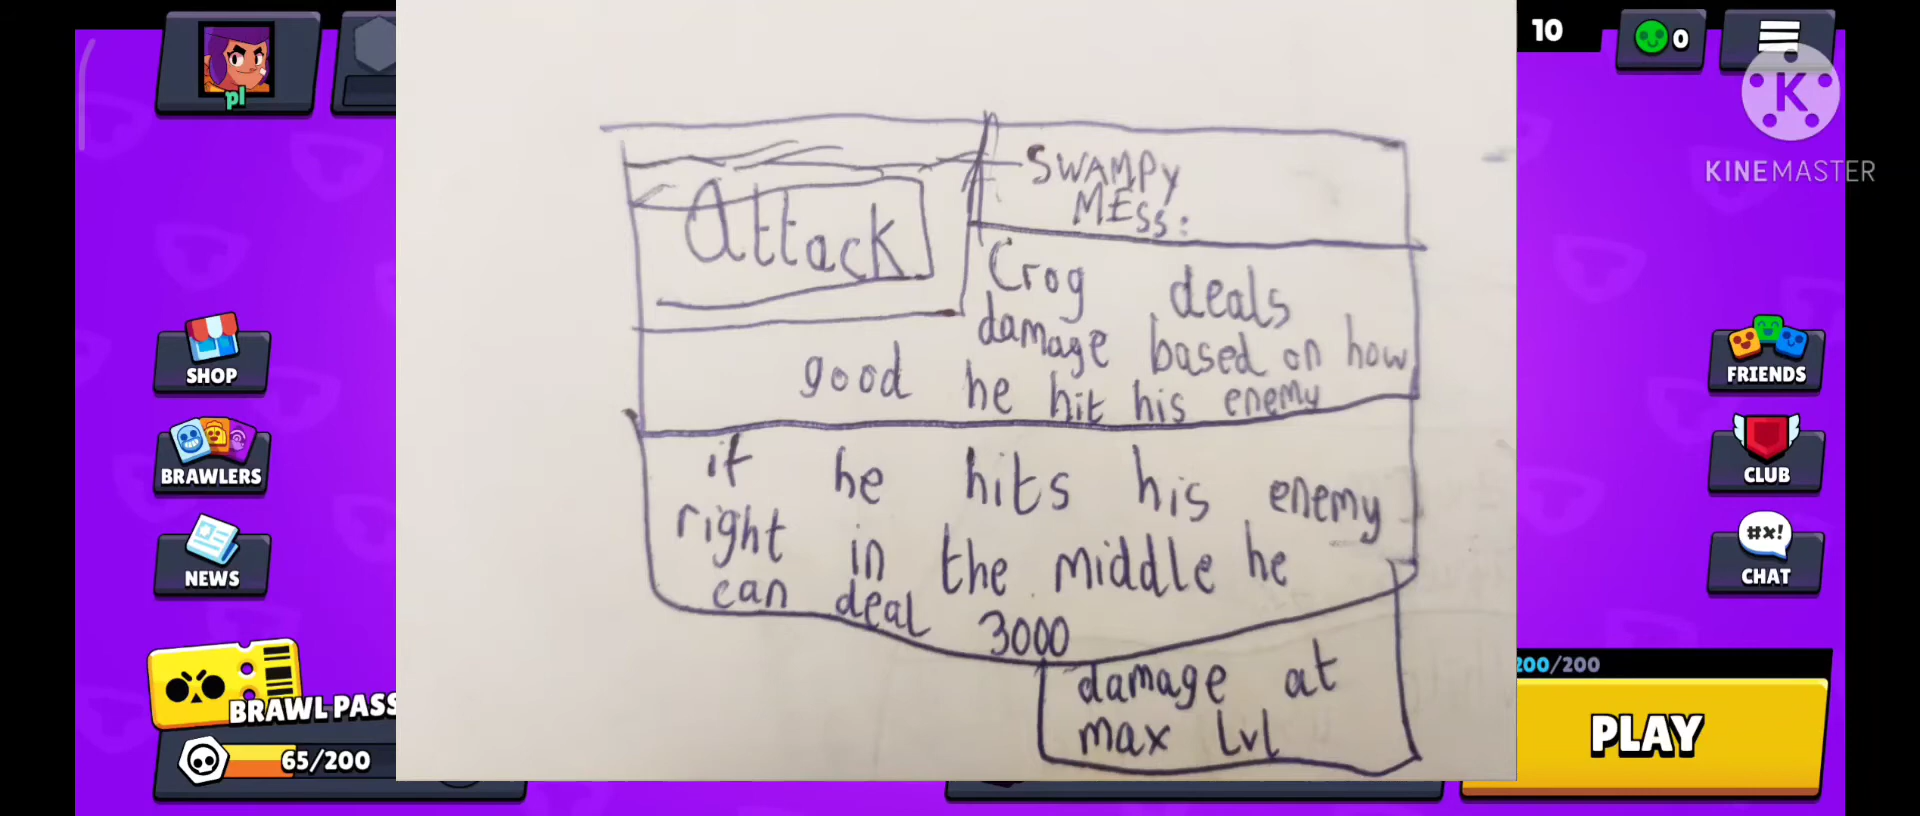 pl
10
0
K
KINEMASTER
SWAMPy
MEss:
Attack
Crog deals
damage based on how
good he hit his enemy
if he hits his enemy
right in the middle he
can deal 3000
damage at
max Lvl
SHOP
BRAWLERS
NEWS
BRAWL PASS
65/200
FRIENDS
CLUB
#x!
CHAT
200/200
PLAY